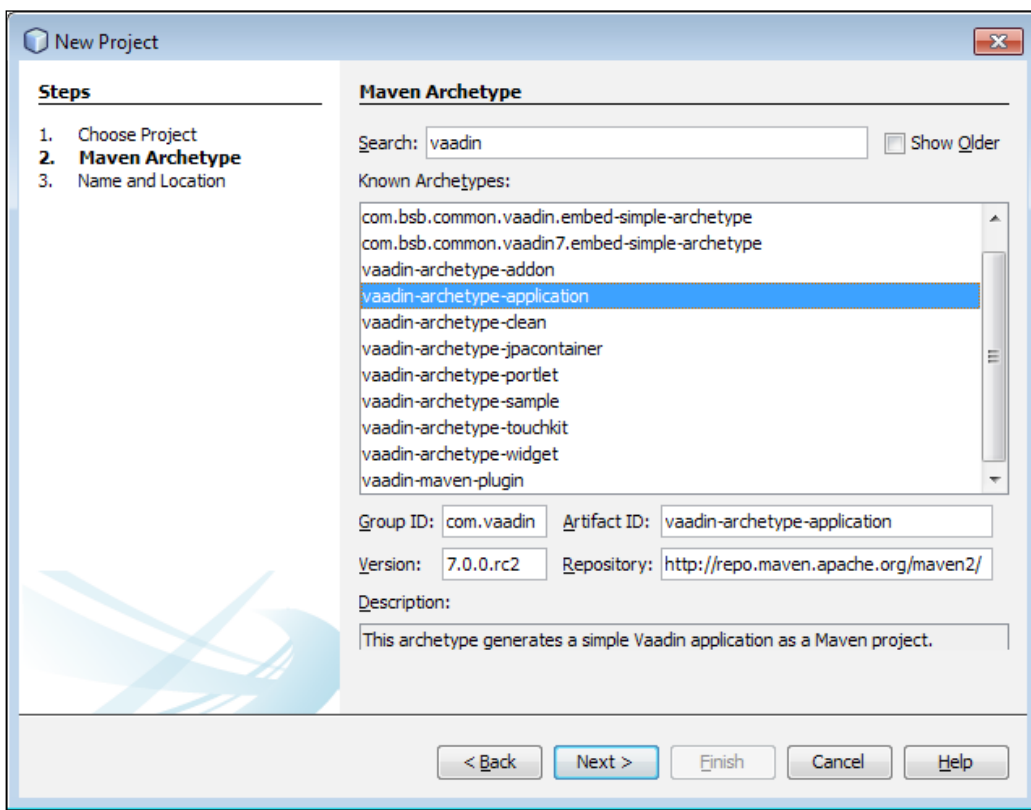 New Project
Steps
1. Choose Project
2. Maven Archetype
3. Name and Location
Maven Archetype
Search: vaadin Show Older
Known Archetypes:
com.bsb.common.vaadin.embed-simple-archetype
com.bsb.common.vaadin7.embed-simple-archetype
vaadin-archetype-addon
vaadin-archetype-application
vaadin-archetype-clean
vaadin-archetype-jpacontainer
vaadin-archetype-portlet
vaadin-archetype-sample
vaadin-archetype-touchkit
vaadin-archetype-widget
vaadin-maven-plugin
Group ID: com.vaadin Artifact ID: vaadin-archetype-application
Version: 7.0.0.rc2 Repository: http://repo.maven.apache.org/maven2/
Description:
This archetype generates a simple Vaadin application as a Maven project.
< Back Next > Finish Cancel Help